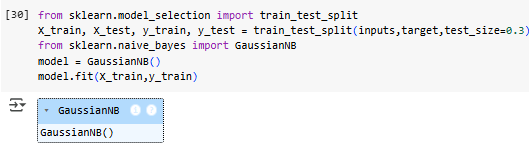 [30] from sklearn.model_selection import train_test_split
X_train, X_test, y_train, y_test = train_test_split(inputs,target,test_size=0.3)
from sklearn.naive_bayes import GaussianNB
model = GaussianNB()
model.fit(X_train,y_train)
GaussianNB i ?
GaussianNB()